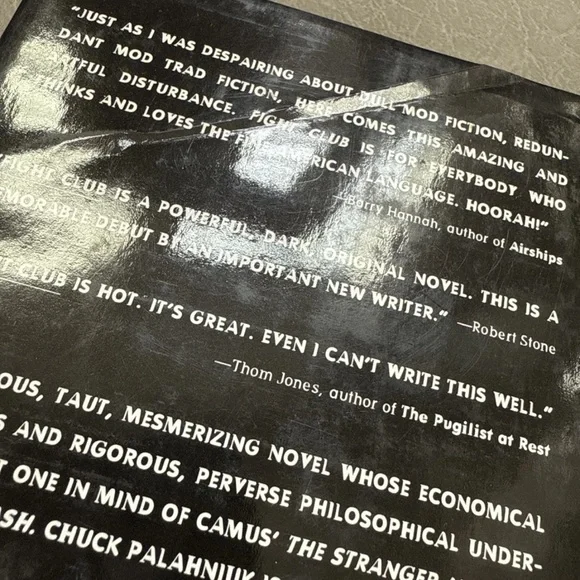 "JUST AS I WAS DESPAIRING ABOUT DULL MOD FICTION, REDUN-
DANT MOD TRAD FICTION, HERE COMES THIS AMAZING AND
ARTFUL DISTURBANCE. FIGHT CLUB IS FOR EVERYBODY WHO
THINKS AND LOVES THE AMERICAN LANGUAGE. HOORAH!"
—Barry Hannah, author of Airships
FIGHT CLUB IS A POWERFUL, DARK, ORIGINAL NOVEL. THIS IS A
MEMORABLE DEBUT BY AN IMPORTANT NEW WRITER."
—Robert Stone
CLUB IS HOT. IT'S GREAT. EVEN I CAN'T WRITE THIS WELL."
—Thom Jones, author of The Pugilist at Rest
OUS, TAUT, MESMERIZING NOVEL WHOSE ECONOMICAL
S AND RIGOROUS, PERVERSE PHILOSOPHICAL UNDER-
T ONE IN MIND OF CAMUS' THE STRANGER
ASH. CHUCK PALAHNIUK